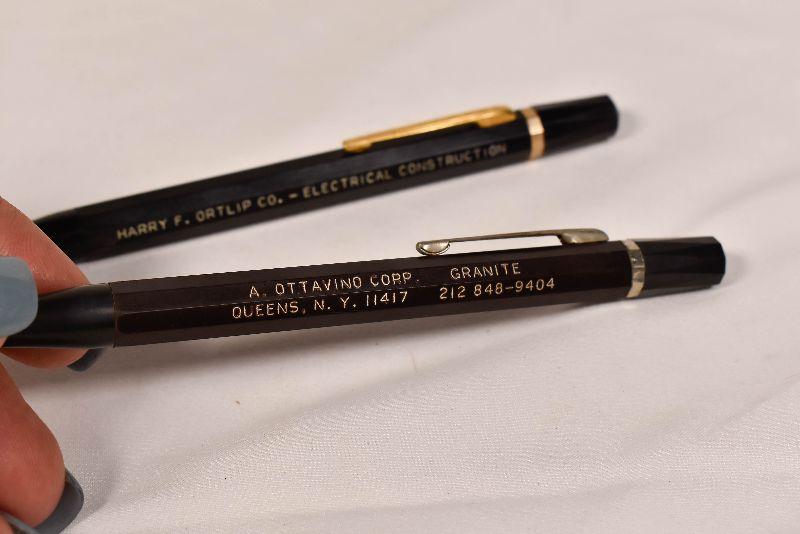 HARRY F. ORTLIP CO. - ELECTRICAL CONSTRUCTION
A. OTTAVINO CORP. GRANITE
QUEENS, N. Y. 11417 212 848-9404